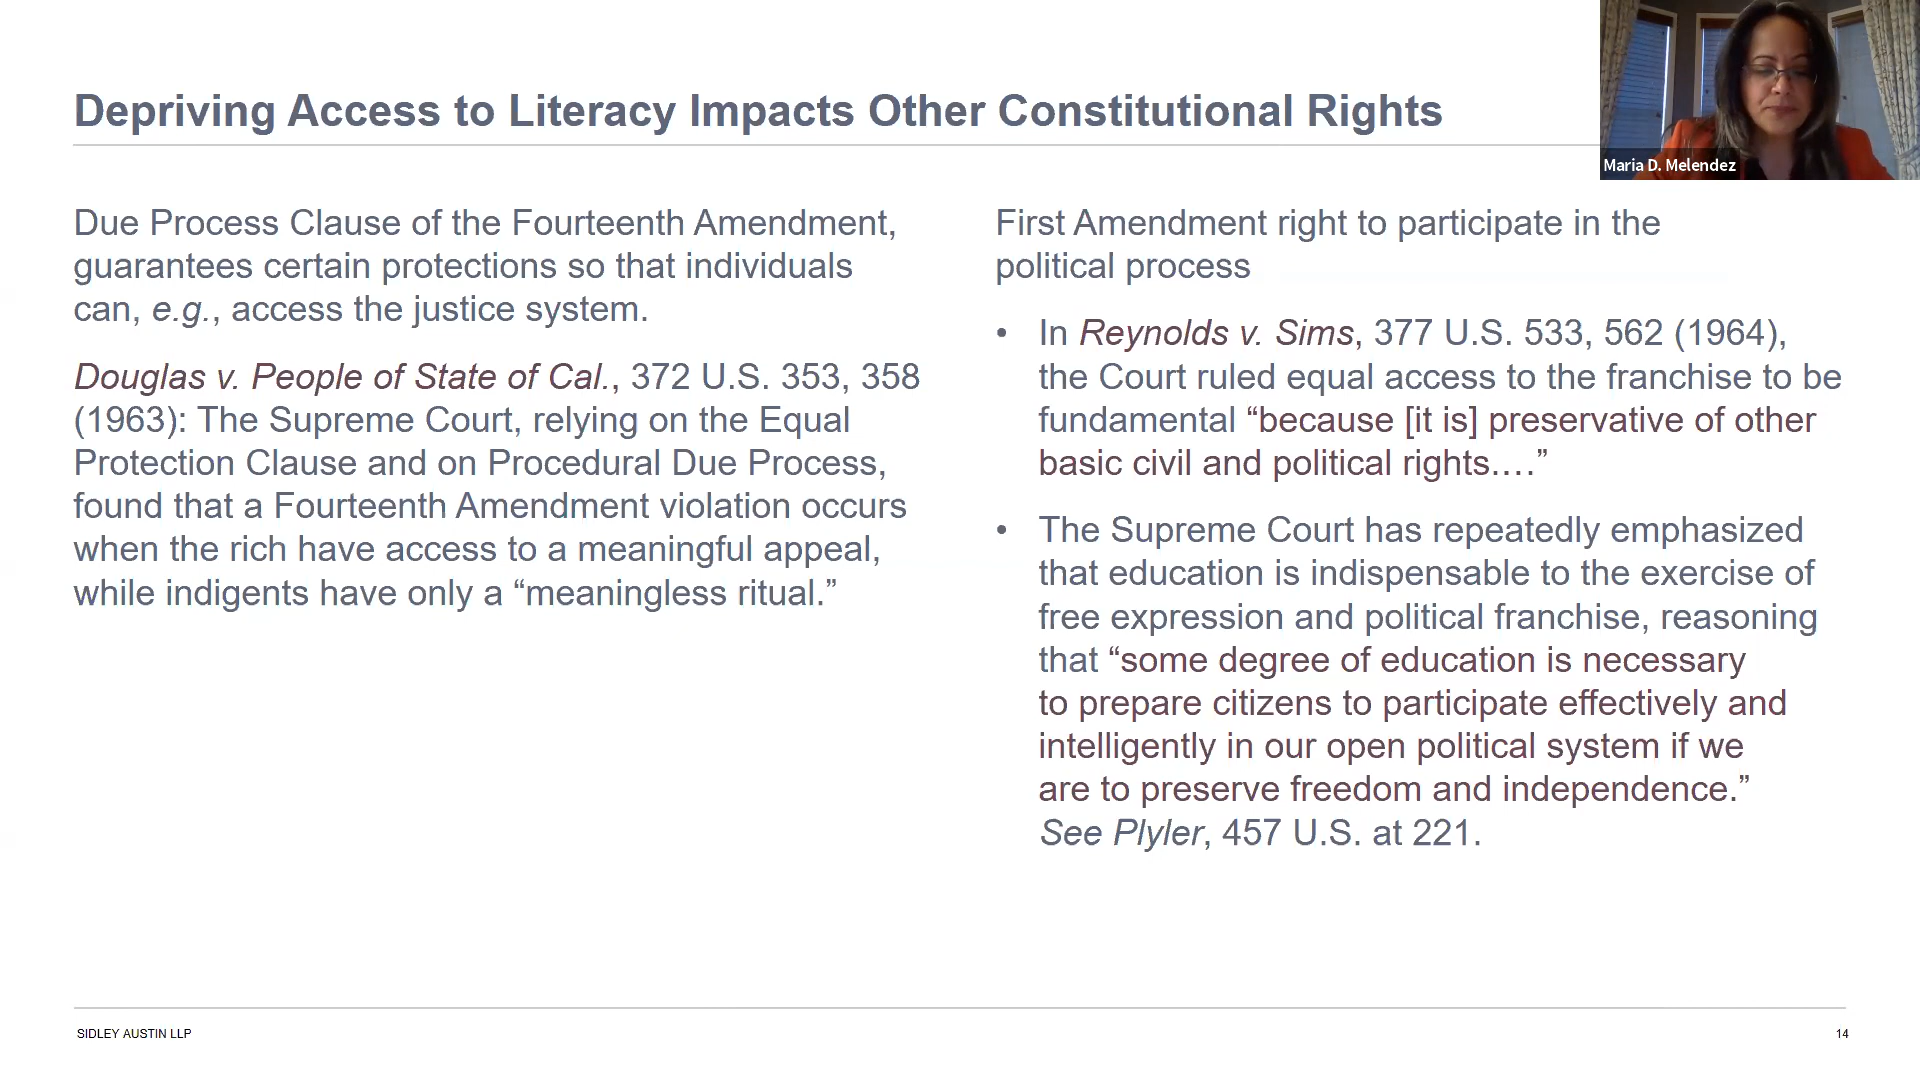 Depriving Access to Literacy Impacts Other Constitutional Rights
Maria D. Melendez
Due Process Clause of the Fourteenth Amendment,
guarantees certain protections so that individuals
can, e.g., access the justice system.
Douglas v. People of State of Cal., 372 U.S. 353, 358
(1963): The Supreme Court, relying on the Equal
Protection Clause and on Procedural Due Process,
found that a Fourteenth Amendment violation occurs
when the rich have access to a meaningful appeal,
while indigents have only a “meaningless ritual.”
First Amendment right to participate in the
political process
• In Reynolds v. Sims, 377 U.S. 533, 562 (1964),
the Court ruled equal access to the franchise to be
fundamental “because [it is] preservative of other
basic civil and political rights.…”
• The Supreme Court has repeatedly emphasized
that education is indispensable to the exercise of
free expression and political franchise, reasoning
that “some degree of education is necessary
to prepare citizens to participate effectively and
intelligently in our open political system if we
are to preserve freedom and independence.”
See Plyler, 457 U.S. at 221.
SIDLEY AUSTIN LLP
14